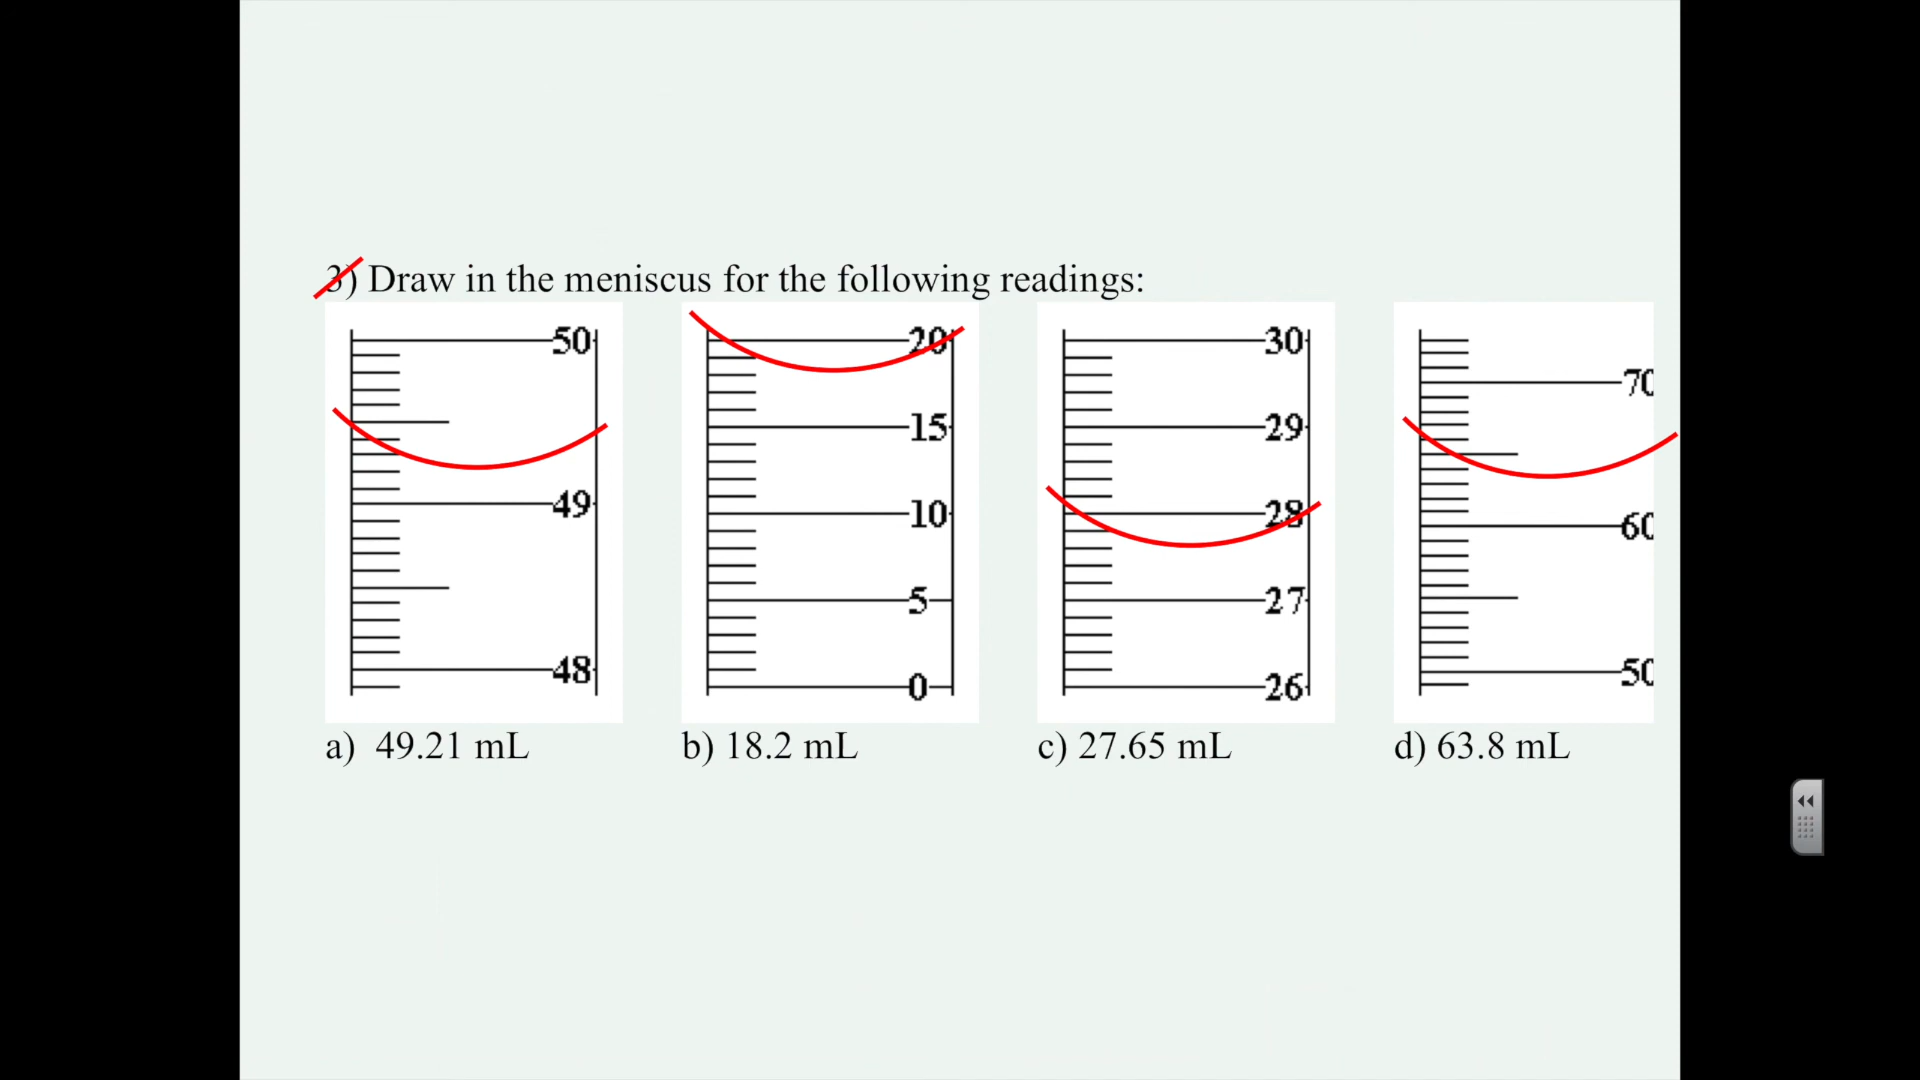 3) Draw in the meniscus for the following readings:
50 20 30 70
49 15 29 60
48 10 28 50
5 27
0 26
a) 49.21 mL b) 18.2 mL c) 27.65 mL d) 63.8 mL